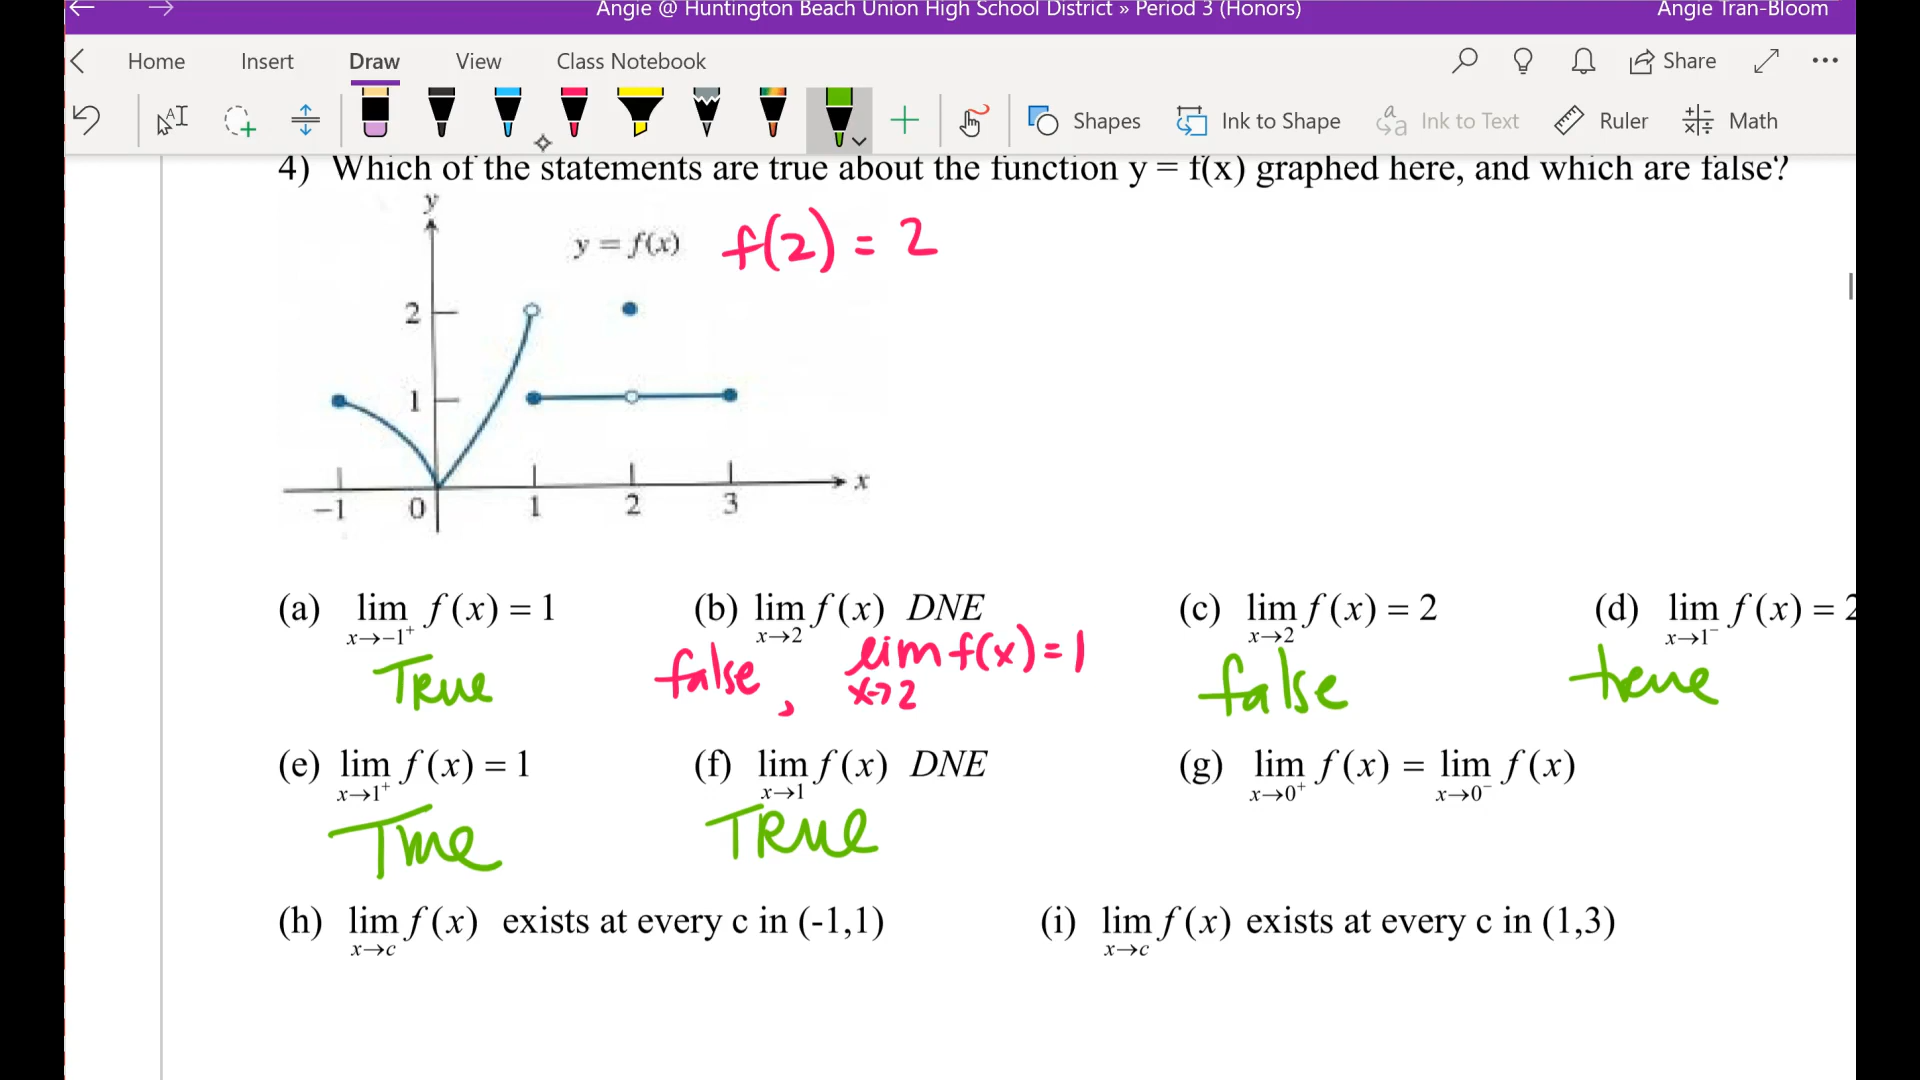 Angie @ Huntington Beach Union High School District » Period 3 (Honors) Angie Tran-Bloom
Home Insert Draw View Class Notebook Share
Shapes Ink to Shape Ink to Text Ruler Math
4) Which of the statements are true about the function y = f(x) graphed here, and which are false?
y
y = f(x) f(2) = 2
2
1
x
-1 0 1 2 3
(a) lim f(x) = 1 (b) lim f(x) DNE (c) lim f(x) = 2 (d) lim f(x) = 2
x→-1⁺ x→2 x→2 x→1⁻
TRUE false, lim f(x) = 1 false true
x→2
(e) lim f(x) = 1 (f) lim f(x) DNE (g) lim f(x) = lim f(x)
x→1⁺ x→1 x→0⁺ x→0⁻
True TRUE
(h) lim f(x) exists at every c in (-1,1) (i) lim f(x) exists at every c in (1,3)
x→c x→c